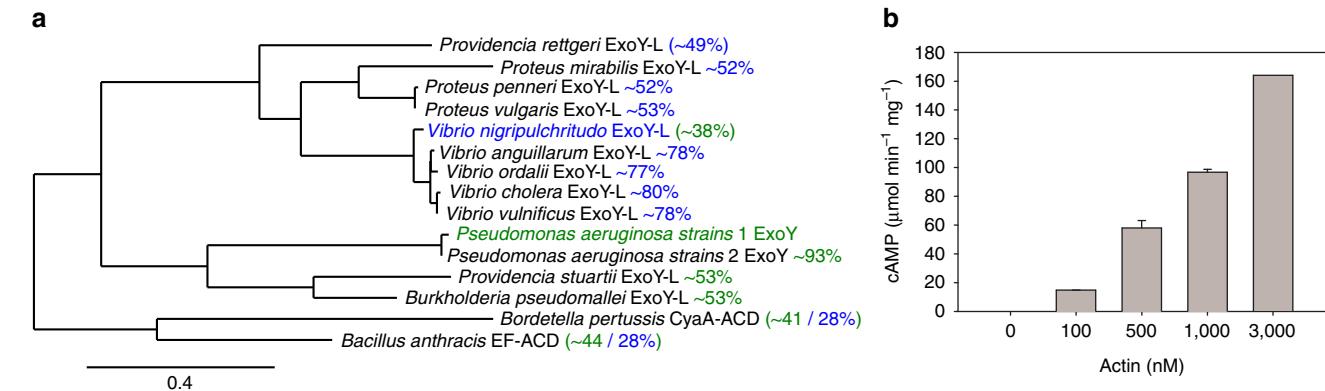 a
Providencia rettgeri ExoY-L (~49%)
Proteus mirabilis ExoY-L ~52%
Proteus penneri ExoY-L ~52%
Proteus vulgaris ExoY-L ~53%
Vibrio nigripulchritudo ExoY-L (~38%)
Vibrio anguillarum ExoY-L ~78%
Vibrio ordalii ExoY-L ~77%
Vibrio cholera ExoY-L ~80%
Vibrio vulnificus ExoY-L ~78%
Pseudomonas aeruginosa strains 1 ExoY
Pseudomonas aeruginosa strains 2 ExoY ~93%
Providencia stuartii ExoY-L ~53%
Burkholderia pseudomallei ExoY-L ~53%
Bordetella pertussis CyaA-ACD (~41 / 28%)
Bacillus anthracis EF-ACD (~44 / 28%)
0.4
b
cAMP (μmol min⁻¹ mg⁻¹)
180
160
140
120
100
80
60
40
20
0
0 100 500 1,000 3,000
Actin (nM)